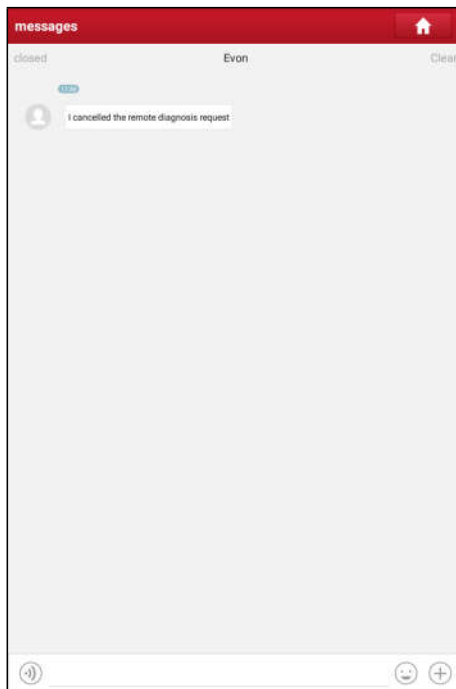 messages
closed
Evon
Clear
I cancelled the remote diagnosis request